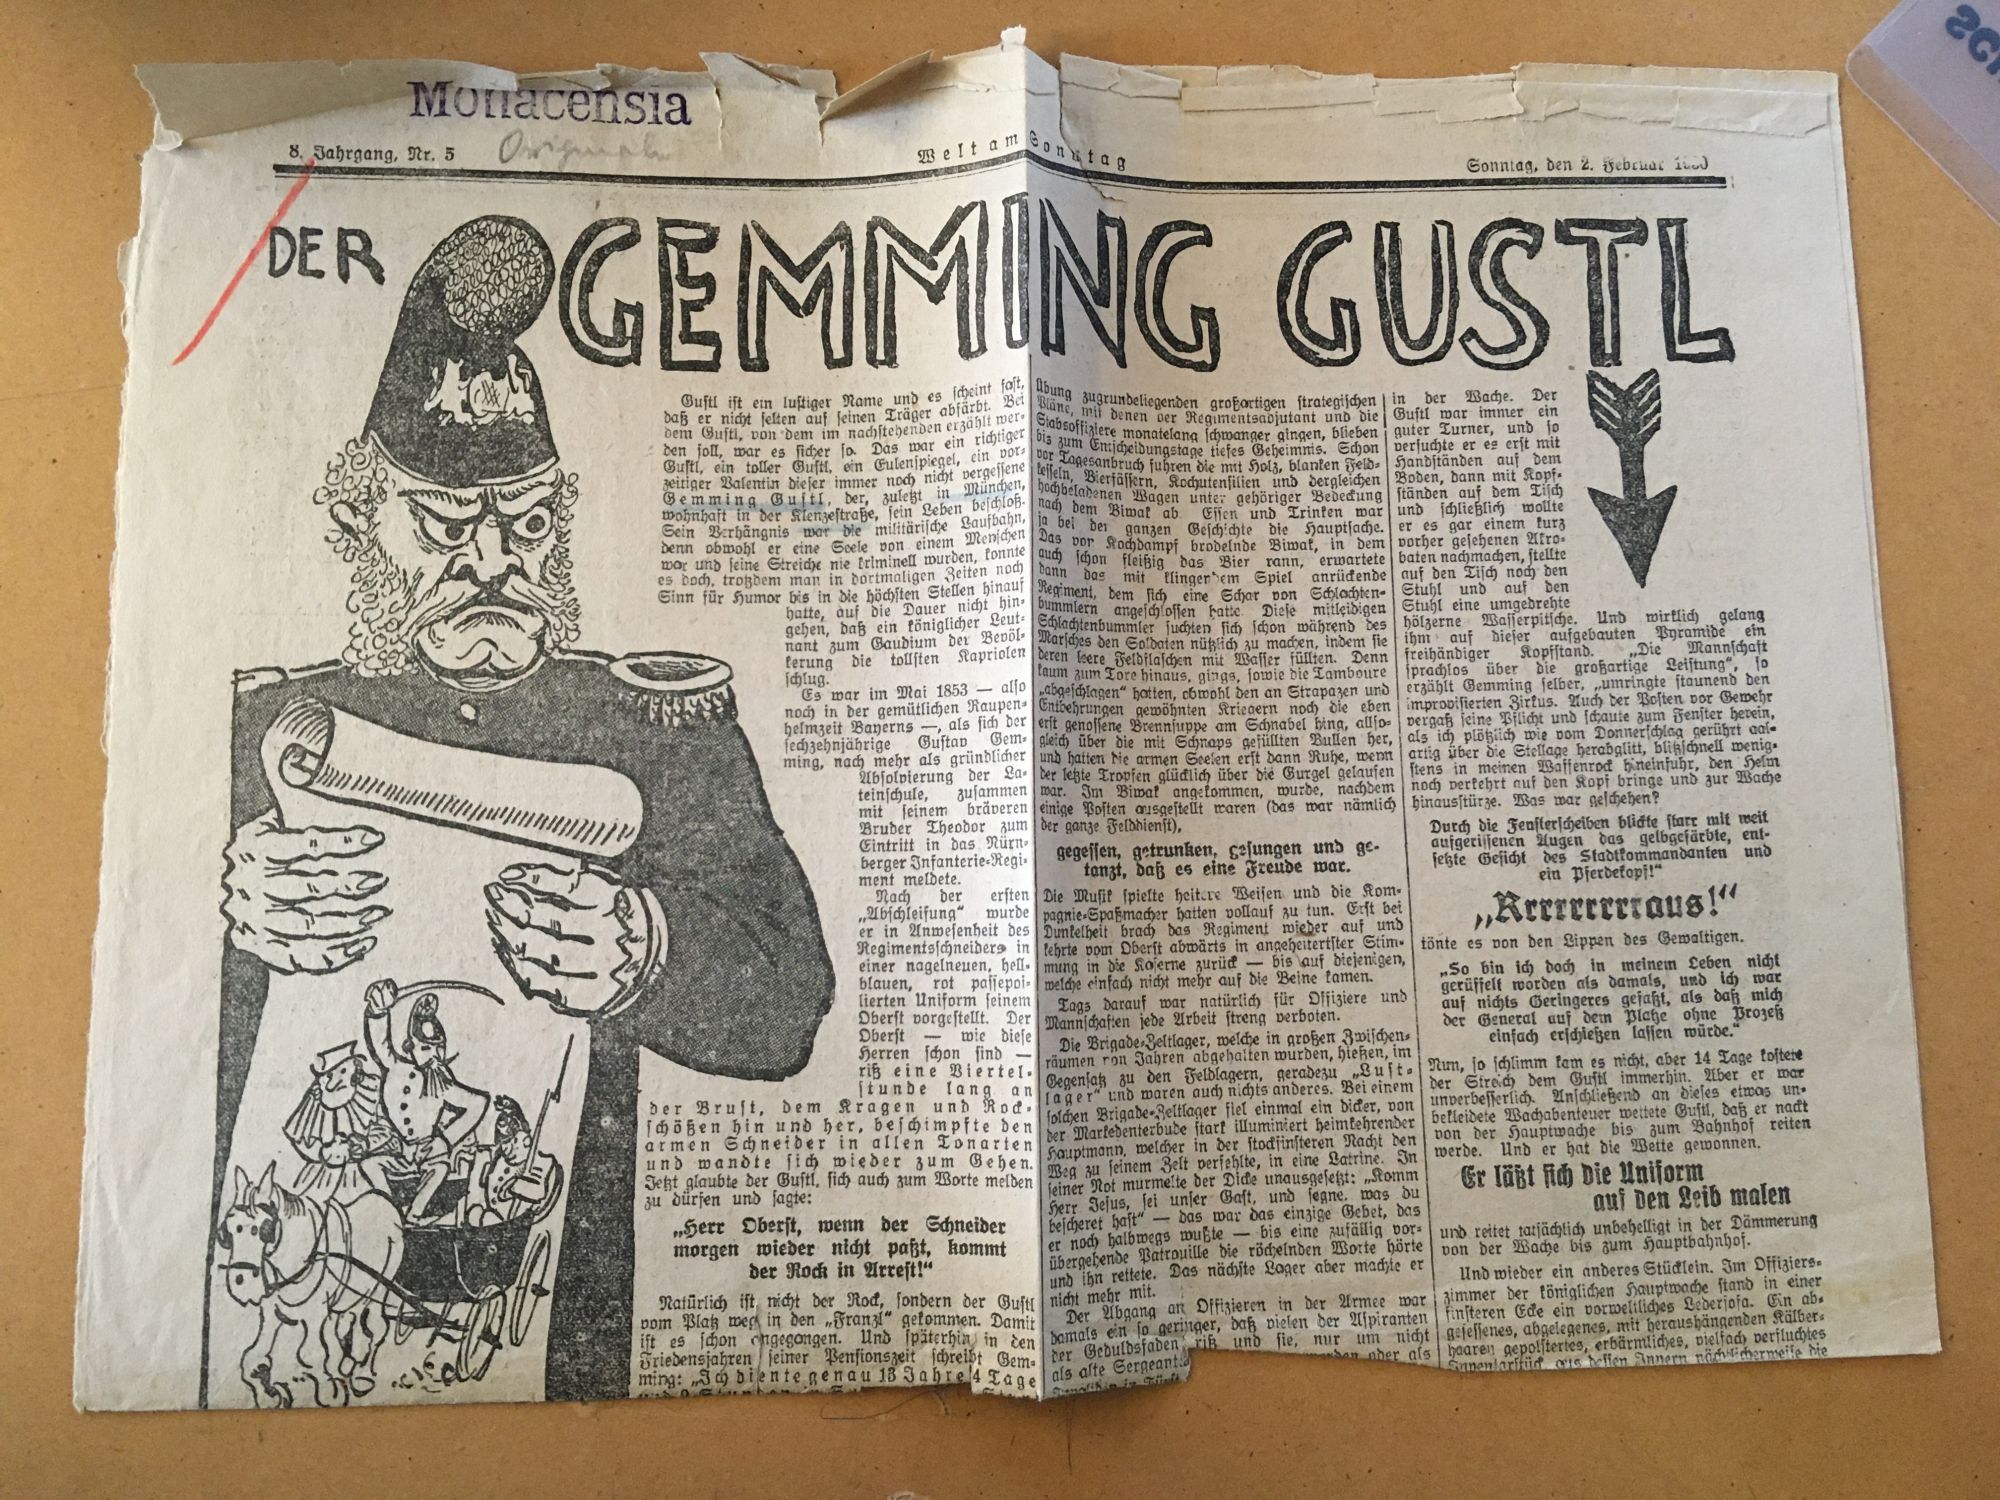 Monacensia
8. Jahrgang, Nr. 5
Originale
Welt am Sonntag
Sonntag, den 2. Februar
DER GEMMING GUSTL
Gustl ist ein lustiger Name und es scheint fast,
daß er nicht selten auf seinen Träger abfärbt. Bei
dem Gustl, von dem im nachstehenden erzählt wer-
den soll, war es sicher so. Das war ein richtiger
Gustl, ein toller Gustl, ein Eulenspiegel, ein vor-
zeitiger Valentin dieser immer noch nicht vergessene
Gemming Gustl, der, zuletzt in München,
wohnhaft in der Klenzestraße, sein Leben beschloß.
Sein Verhängnis war die militärische Laufbahn,
denn obwohl er eine Seele von einem Menschen
war und seine Streiche nie kriminell wurden, konnte
es doch, trotzdem man in dortmaligen Zeiten noch
Sinn für Humor bis in die höchsten Stellen hinauf
hatte, auf die Dauer nicht hin-
gehen, daß ein königlicher Leut-
nant zum Gaudium der Bevöl-
kerung die tollsten Kapriolen
schlug.
Es war im Mai 1853 — also
noch in der gemütlichen Raupen-
helmzeit Bayerns —, als sich der
sechzehnjährige Gustav Gem-
ming, nach mehr als gründlicher
Absolvierung der La-
teinschule, zusammen
mit seinem bräveren
Bruder Theodor zum
Eintritt in das Nürn-
berger Infanterie-Regi-
ment meldete.
Nach der ersten
„Abschleifung" wurde
er in Anwesenheit des
Regimentsschneiders in
einer nagelneuen, hell-
blauen, rot passepoi-
lierten Uniform seinem
Oberst vorgestellt. Der
Oberst — wie diese
Herren schon sind —
riß eine Viertel-
stunde lang an
der Brust, dem Kragen und Rock-
schößen hin und her, beschimpfte den
armen Schneider in allen Tonarten
und wandte sich wieder zum Gehen.
Jetzt glaubte der Gustl, sich auch zum Worte melden
zu dürfen und sagte:
„Herr Oberst, wenn der Schneider
morgen wieder nicht paßt, kommt
der Rock in Arrest!"
Natürlich ist nicht der Rock, sondern der Gustl
vom Platz weg in den „Franzl" gekommen. Damit
ist es schon angegangen. Und späterhin in den
Friedensjahren seiner Pensionszeit schreibt Gem-
ming: „Ich diente genau 13 Jahre 4 Tage
Übung zugrundeliegenden großartigen strategischen
Pläne, mit denen der Regimentsadjutant und die
Stabsoffiziere monatelang schwanger gingen, blieben
bis zum Entscheidungstage tiefes Geheimnis. Schon
vor Tagesanbruch fuhren die mit Holz, blanken Feld-
kesseln, Bierfässern, Kochutensilien und dergleichen
hochbeladenen Wagen unter gehöriger Bedeckung
nach dem Biwak ab. Essen und Trinken war
ja bei der ganzen Geschichte die Hauptsache.
Das vor Kochdampf brodelnde Biwak, in dem
auch schon fleißig das Bier rann, erwartete
dann das mit klingendem Spiel anrückende
Regiment, dem sich eine Schar von Schlachten-
bummlern angeschlossen hatte. Diese mitleidigen
Schlachtenbummler suchten sich schon während des
Marsches den Soldaten nützlich zu machen, indem sie
deren leere Feldflaschen mit Wasser füllten. Denn
kaum zum Tore hinaus, gings, sowie die Tamboure
„abgeschlagen" hatten, obwohl den an Strapazen und
Entbehrungen gewöhnten Kriegern noch die eben
erst genossene Brennsuppe am Schnabel hing, allso-
gleich über die mit Schnaps gefüllten Bullen her,
und hatten die armen Seelen erst dann Ruhe, wenn
der letzte Tropfen glücklich über die Gurgel gelaufen
war. Im Biwak angekommen, wurde, nachdem
einige Posten ausgestellt waren (das war nämlich
der ganze Felddienst),
gegessen, getrunken, gesungen und ge-
tanzt, daß es eine Freude war.
Die Musik spielte heitere Weisen und die Kom-
pagnie-Spaßmacher hatten vollauf zu tun. Erst bei
Dunkelheit brach das Regiment wieder auf und
kehrte vom Oberst abwärts in angeheitertster Stim-
mung in die Kaserne zurück — bis auf diejenigen,
welche einfach nicht mehr auf die Beine kamen.
Tags darauf war natürlich für Offiziere und
Mannschaften jede Arbeit streng verboten.
Die Brigade-Zeltlager, welche in großen Zwischen-
räumen von Jahren abgehalten wurden, hießen, im
Gegensatz zu den Feldlagern, geradezu „Lust-
lager" und waren auch nichts anderes. Bei einem
solchen Brigade-Zeltlager fiel einmal ein dicker, von
der Marketenderbude stark illuminiert heimkehrender
Hauptmann, welcher in der stockfinsteren Nacht den
Weg zu seinem Zelt verfehlte, in eine Latrine. In
seiner Not murmelte der Dicke unausgesetzt: „Komm
Herr Jesus, sei unser Gast, und segne, was du
bescheret hast" — das war das einzige Gebet, das
er noch halbwegs wußte — bis eine zufällig vor-
übergehende Patrouille die röchelnden Worte hörte
und ihn rettete. Das nächste Lager aber machte er
nicht mehr mit.
Der Abgang an Offizieren in der Armee war
damals ein so geringer, daß vielen der Aspiranten
der Geduldsfaden riß und sie, nur um nicht
als alte Sergeant
in der Wache. Der
Gustl war immer ein
guter Turner, und so
versuchte er es erst mit
Handständen auf dem
Boden, dann mit Kopf-
ständen auf dem Tisch
und schließlich wollte
er es gar einem kurz
vorher gesehenen Akro-
baten nachmachen, stellte
auf den Tisch noch den
Stuhl und auf den
Stuhl eine umgedrehte
hölzerne Wasserpitsche. Und wirklich gelang
ihm auf dieser aufgebauten Pyramide ein
freihändiger Kopfstand. „Die Mannschaft
sprachlos über die großartige Leistung", so
erzählt Gemming selber, „umringte staunend den
improvisierten Zirkus. Auch der Posten vor Gewehr
vergaß seine Pflicht und schaute zum Fenster herein,
als ich plötzlich wie vom Donnerschlag gerührt aal-
artig über die Stellage herabglitt, blitzschnell wenig-
stens in meinen Waffenrock hineinfuhr, den Helm
noch verkehrt auf den Kopf bringe und zur Wache
hinausstürze. Was war geschehen?
Durch die Fensterscheiben blickte starr mit weit
aufgerissenen Augen das gelbgefärbte, ent-
setzte Gesicht des Stadtkommandanten und
ein Pferdekopf!"
„Rrrrrrrrraus!"
tönte es von den Lippen des Gewaltigen.
„So bin ich doch in meinem Leben nicht
gerüffelt worden als damals, und ich war
auf nichts Geringeres gefaßt, als daß mich
der General auf dem Platze ohne Prozeß
einfach erschießen lassen würde."
Nun, so schlimm kam es nicht, aber 14 Tage kostete
der Streich dem Gustl immerhin. Aber er war
unverbesserlich. Anschließend an dieses etwas un-
bekleidete Wachabenteuer wettete Gustl, daß er nackt
von der Hauptwache bis zum Bahnhof reiten
werde. Und er hat die Wette gewonnen.
Er läßt sich die Uniform
auf den Leib malen
und reitet tatsächlich unbehelligt in der Dämmerung
von der Wache bis zum Hauptbahnhof.
Und wieder ein anderes Stücklein. Im Offiziers-
zimmer der königlichen Hauptwache stand in einer
finsteren Ecke ein vorweltliches Ledersofa. Ein ab-
gesessenes, abgelegenes, mit heraushängenden Kälber-
haaren gepolstertes, erbärmliches, vielfach verfluchtes
Inventarstück, aus dessen Innern nächtlicherweise die